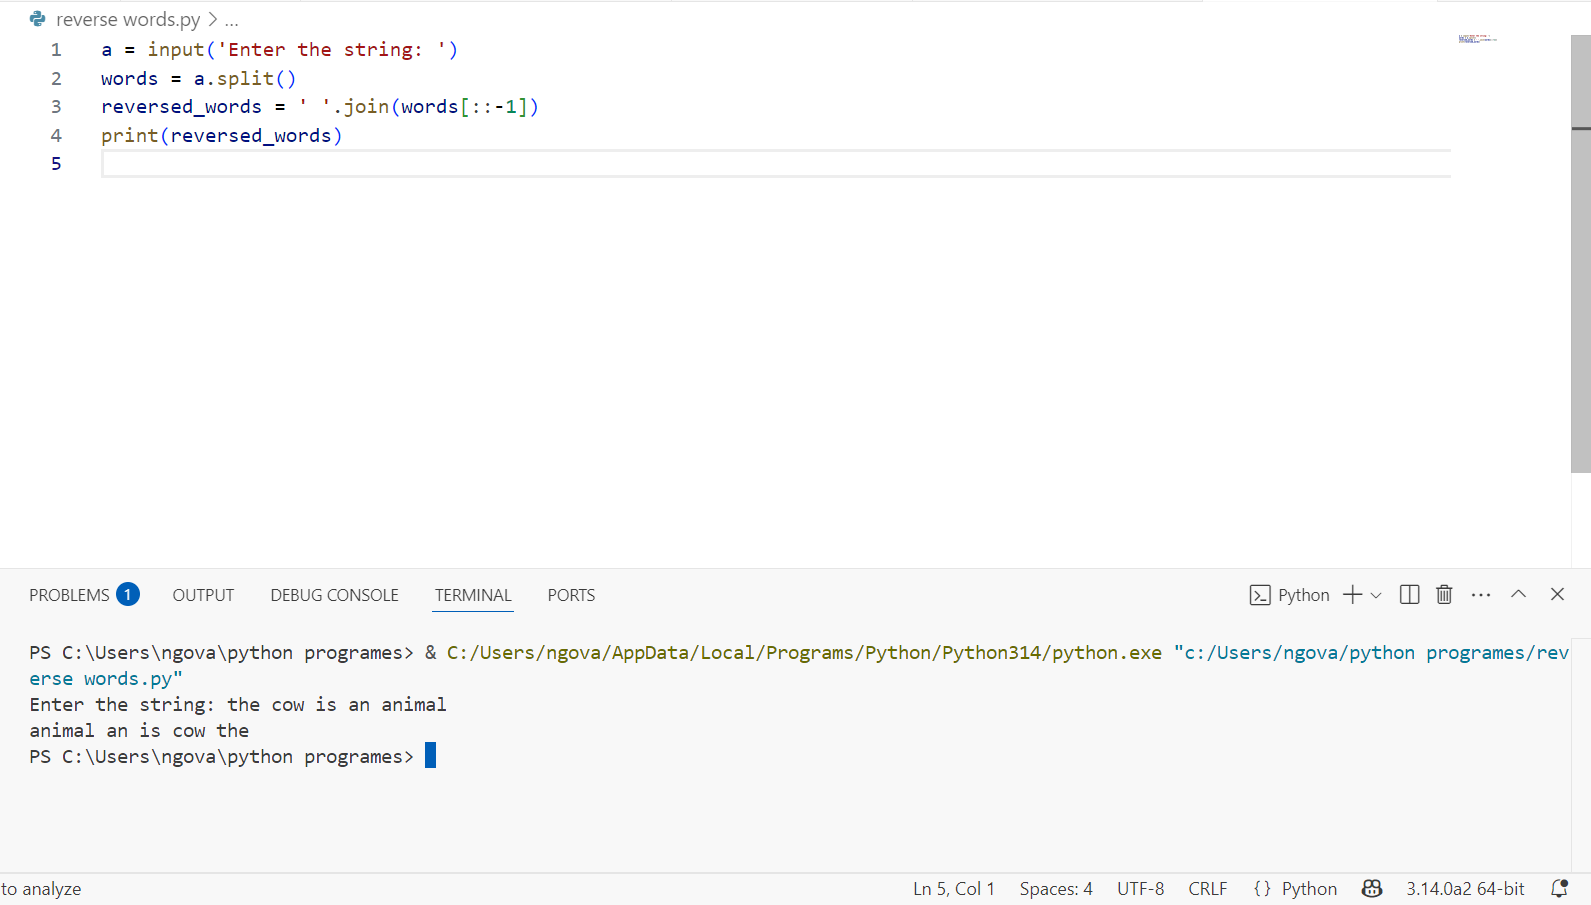 reverse words.py > ...
1 a = input('Enter the string: ')
2 words = a.split()
3 reversed_words = ' '.join(words[::-1])
4 print(reversed_words)
5
PROBLEMS 1 OUTPUT DEBUG CONSOLE TERMINAL PORTS Python
PS C:\Users\ngova\python programes> & C:/Users/ngova/AppData/Local/Programs/Python/Python314/python.exe "c:/Users/ngova/python programes/rev
erse words.py"
Enter the string: the cow is an animal
animal an is cow the
PS C:\Users\ngova\python programes>
to analyze Ln 5, Col 1 Spaces: 4 UTF-8 CRLF {} Python 3.14.0a2 64-bit